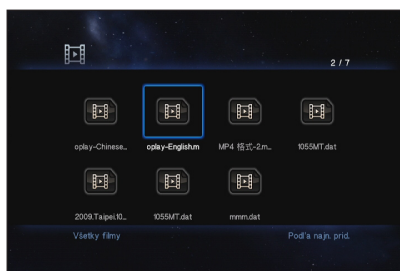 2 / 7
oplay-Chinese...
oplay-English.m
MP4 格式-2.m...
1055MT.dat
2009.Taipei.10...
1055MT.dat
mmm.dat
Všetky filmy
Podľa najn. prid.